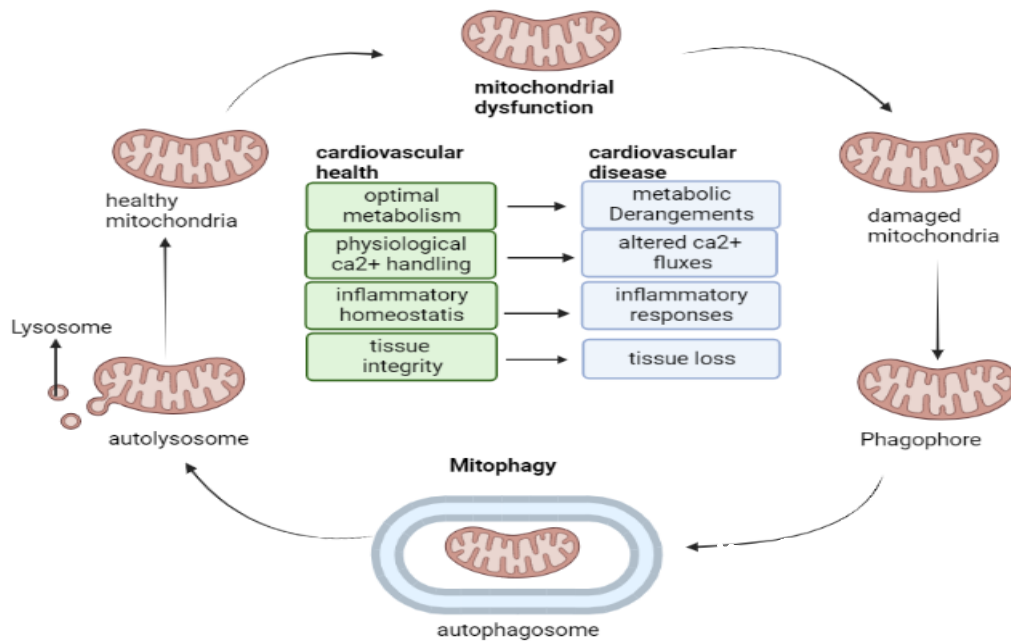 mitochondrial
dysfunction
healthy
mitochondria
cardiovascular
health
cardiovascular
disease
optimal
metabolism
metabolic
Derangements
physiological
ca2+ handling
altered ca2+
fluxes
inflammatory
homeostatis
inflammatory
responses
tissue
integrity
tissue loss
damaged
mitochondria
Lysosome
autolysosome
Phagophore
Mitophagy
autophagosome